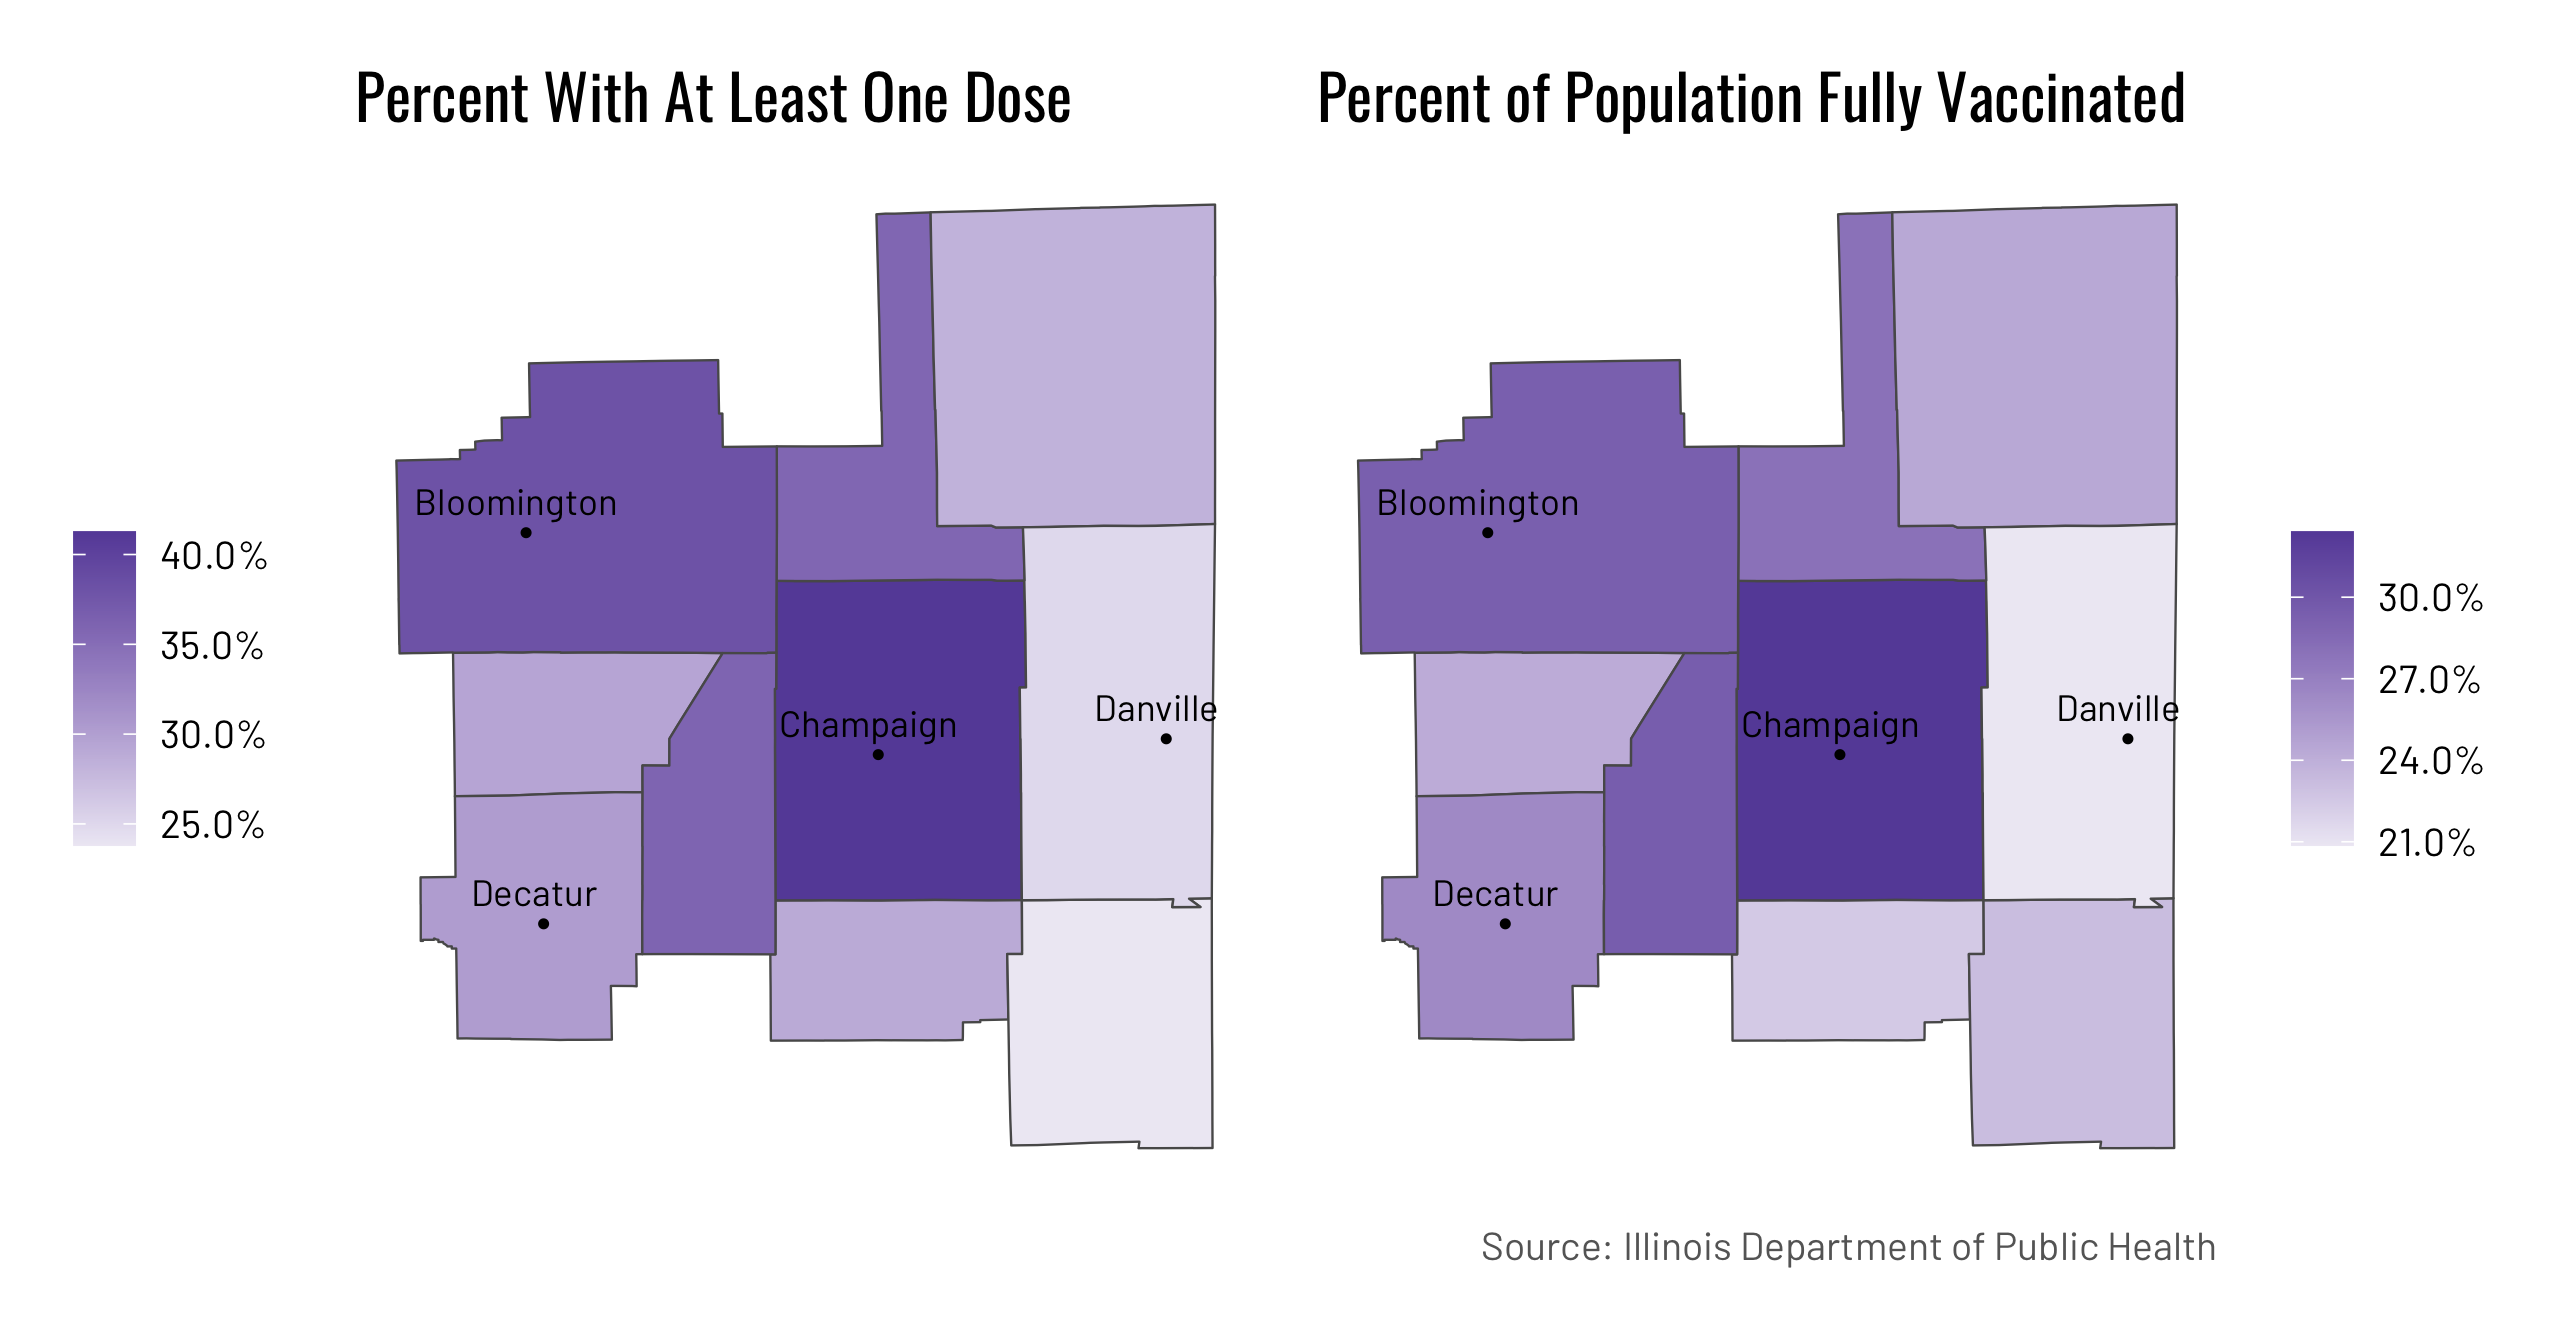 Percent With At Least One Dose
Percent of Population Fully Vaccinated
Bloomington
Champaign
Danville
Decatur
40.0%
35.0%
30.0%
25.0%
Bloomington
Champaign
Danville
Decatur
30.0%
27.0%
24.0%
21.0%
Source: Illinois Department of Public Health